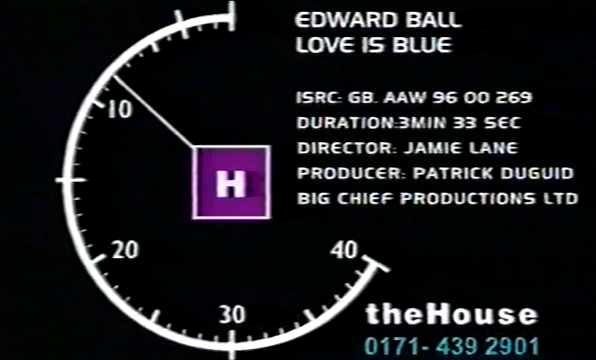 EDWARD BALL
LOVE IS BLUE
ISRC: GB. AAW 96 00 269
DURATION:3MIN 33 SEC
DIRECTOR: JAMIE LANE
PRODUCER: PATRICK DUGUID
BIG CHIEF PRODUCTIONS LTD
10
H
20
40
30
theHouse
0171- 439 2901